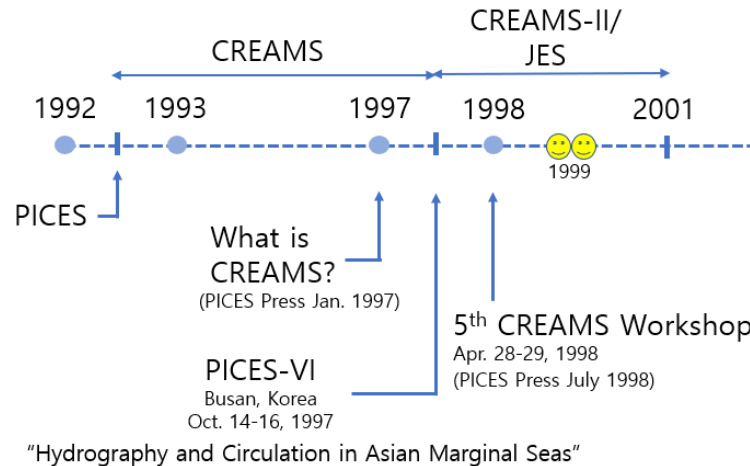 CREAMS
CREAMS-II/
JES
1992
1993
1997
1998
2001
1999
PICES
What is
CREAMS?
(PICES Press Jan. 1997)
5th CREAMS Workshop
Apr. 28-29, 1998
(PICES Press July 1998)
PICES-VI
Busan, Korea
Oct. 14-16, 1997
“Hydrography and Circulation in Asian Marginal Seas”